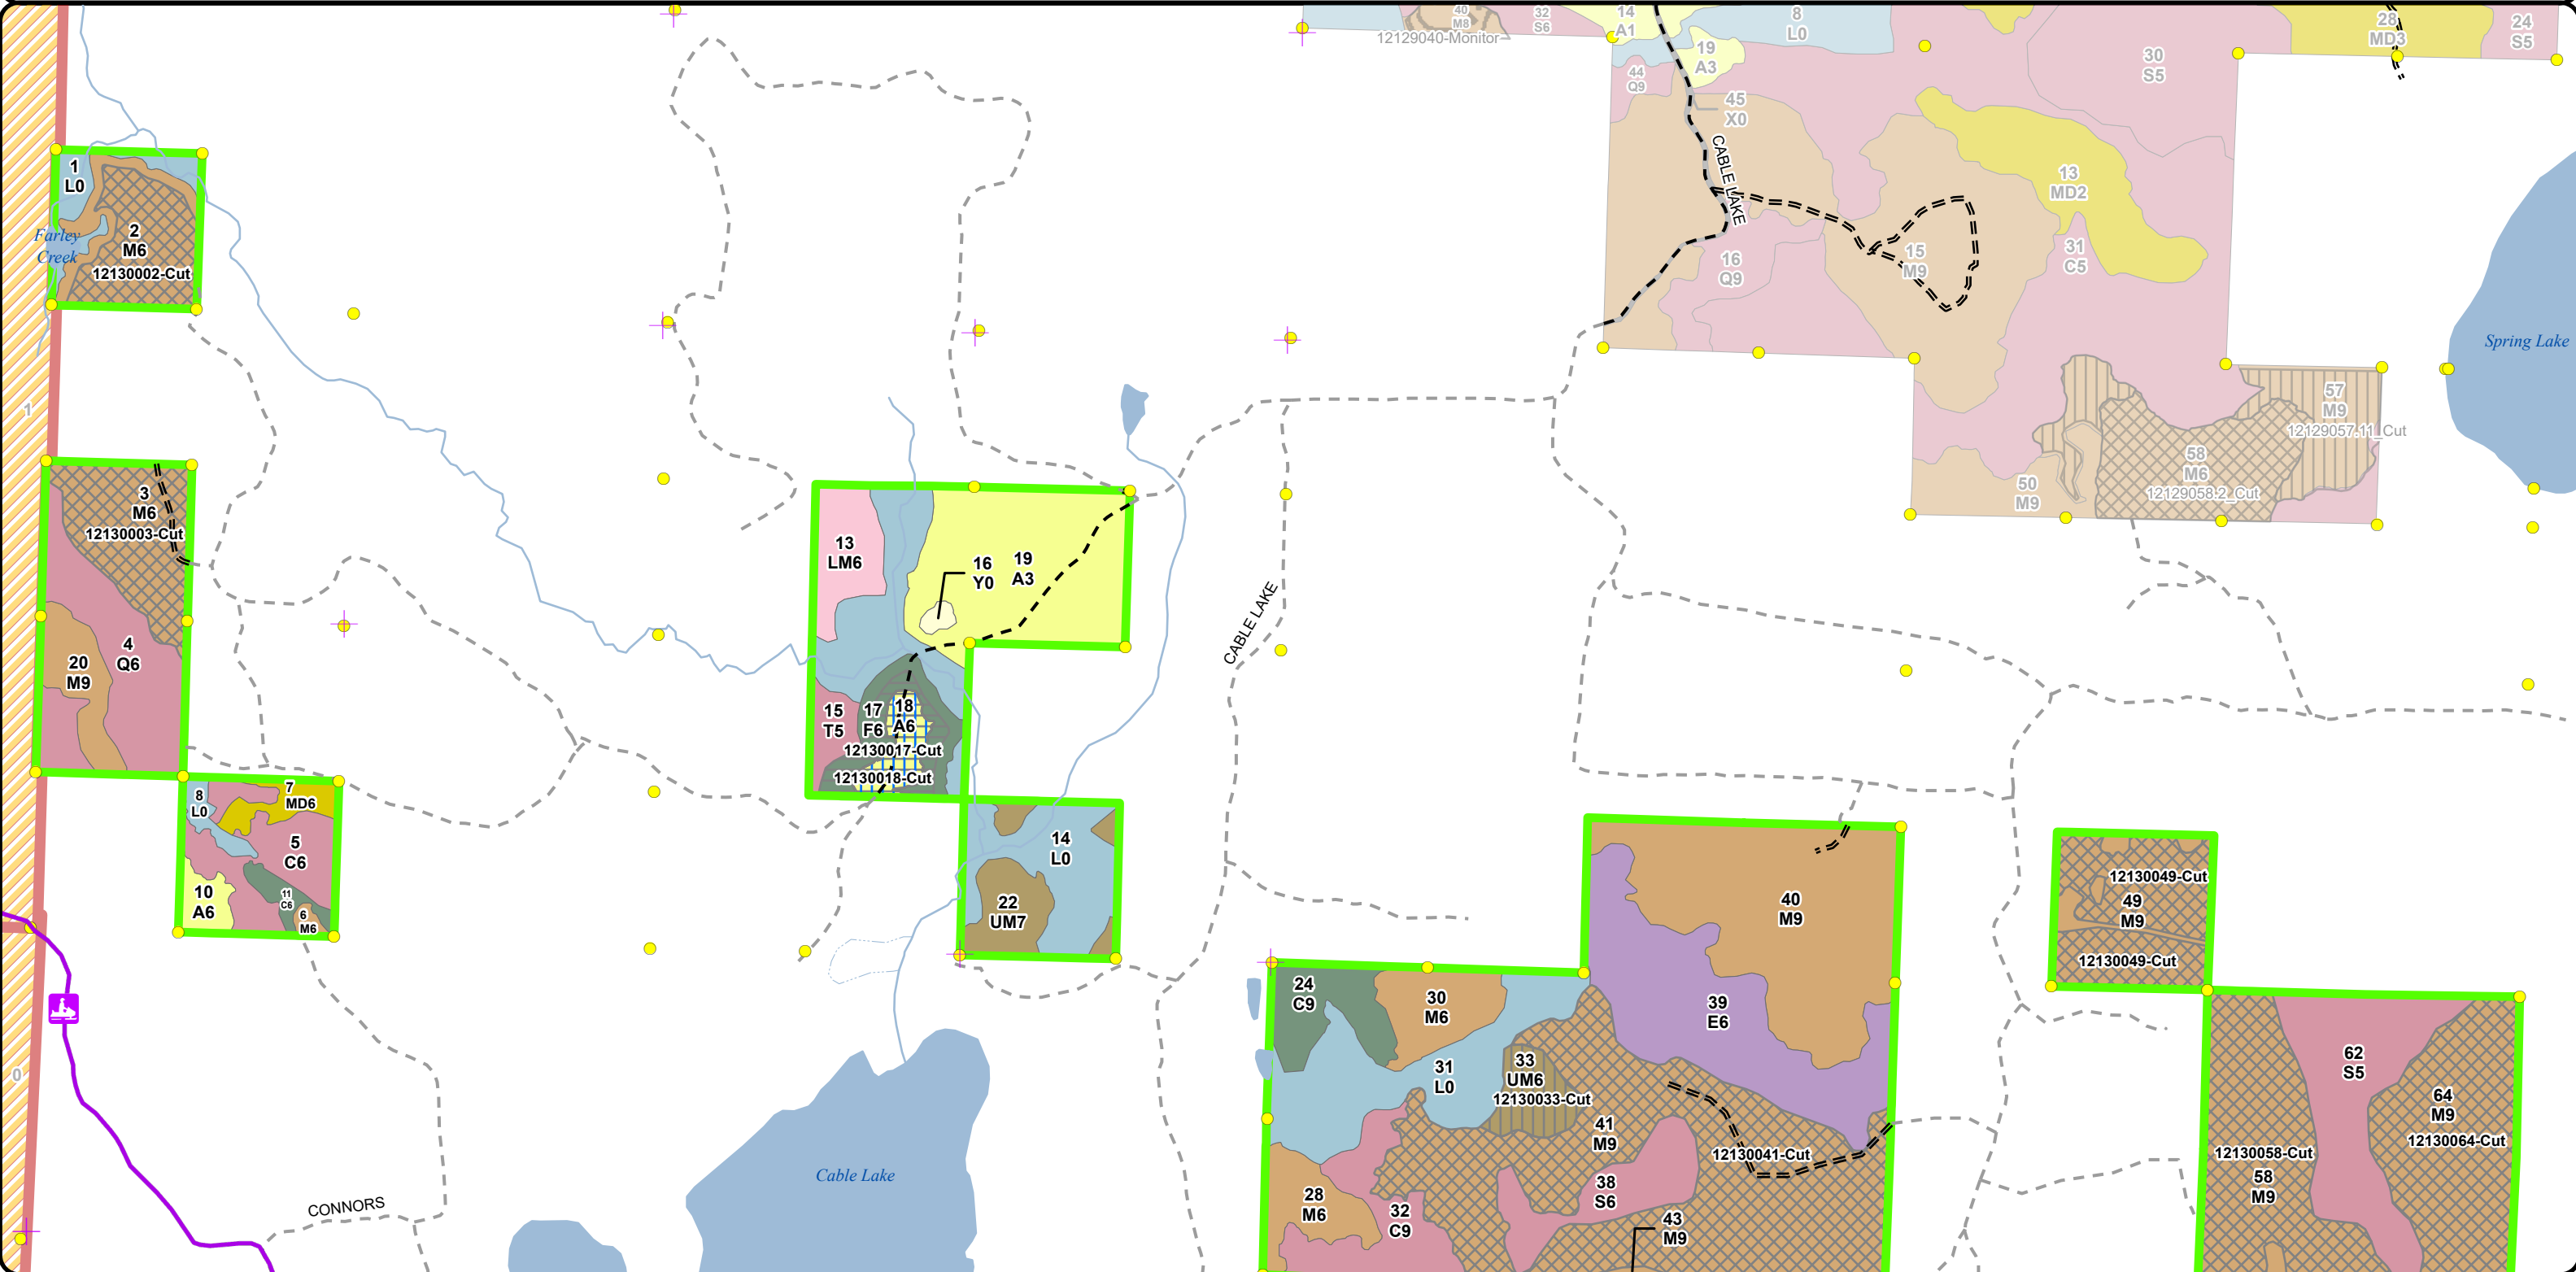 40
M8
12129040-Monitor
32
S6
14
A1
19
A3
8
L0
28
MD3
24
S5
30
S5
44
Q9
45
X0
CABLE LAKE
13
MD2
31
C5
15
M9
16
Q9
Spring Lake
57
M9
12129057.11_Cut
58
M6
12129058.2_Cut
50
M9
1
L0
2
M6
12130002-Cut
Farley
Creek
1
3
M6
12130003-Cut
4
Q6
20
M9
13
LM6
16
Y0
19
A3
CABLE LAKE
15
T5
17
F6
18
A6
12130017-Cut
12130018-Cut
7
MD6
8
L0
5
C6
10
A6
11
C6
6
M6
14
L0
22
UM7
40
M9
39
E6
12130049-Cut
49
M9
12130049-Cut
24
C9
30
M6
31
L0
33
UM6
12130033-Cut
41
M9
12130041-Cut
38
S6
28
M6
32
C9
43
M9
62
S5
64
M9
12130064-Cut
12130058-Cut
58
M9
0
Cable Lake
CONNORS